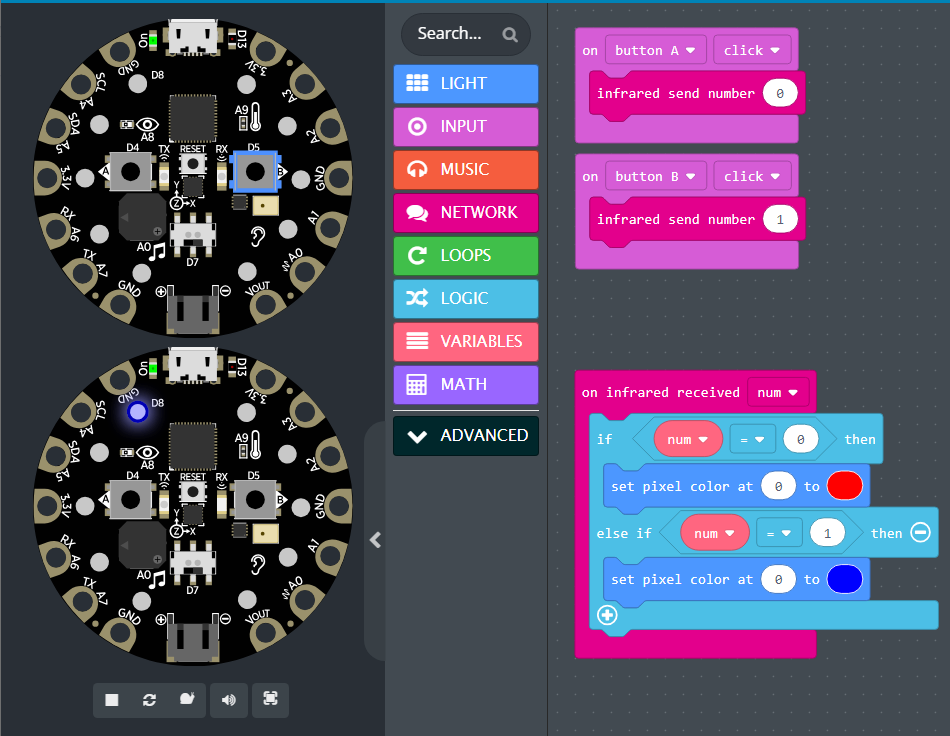 On
D13
GND
D8
3.3V
SCL
A4
A3
A9
SDA
A5
A8
A2
D4
TX
RESET
RX
D5
3.3V
A
B
GND
Y
Z
X
RX
A6
A1
A0
TX
A7
D7
A0
GND
VOUT
On
D13
GND
D8
3.3V
SCL
A4
A3
A9
SDA
A5
A8
A2
D4
TX
RESET
RX
D5
3.3V
A
B
GND
Y
Z
X
RX
A6
A1
A0
TX
A7
D7
A0
GND
VOUT
Search...
LIGHT
INPUT
MUSIC
NETWORK
LOOPS
LOGIC
VARIABLES
MATH
ADVANCED
on button A click
infrared send number 0
on button B click
infrared send number 1
on infrared received num
if num = 0 then
set pixel color at 0 to
else if num = 1 then
set pixel color at 0 to